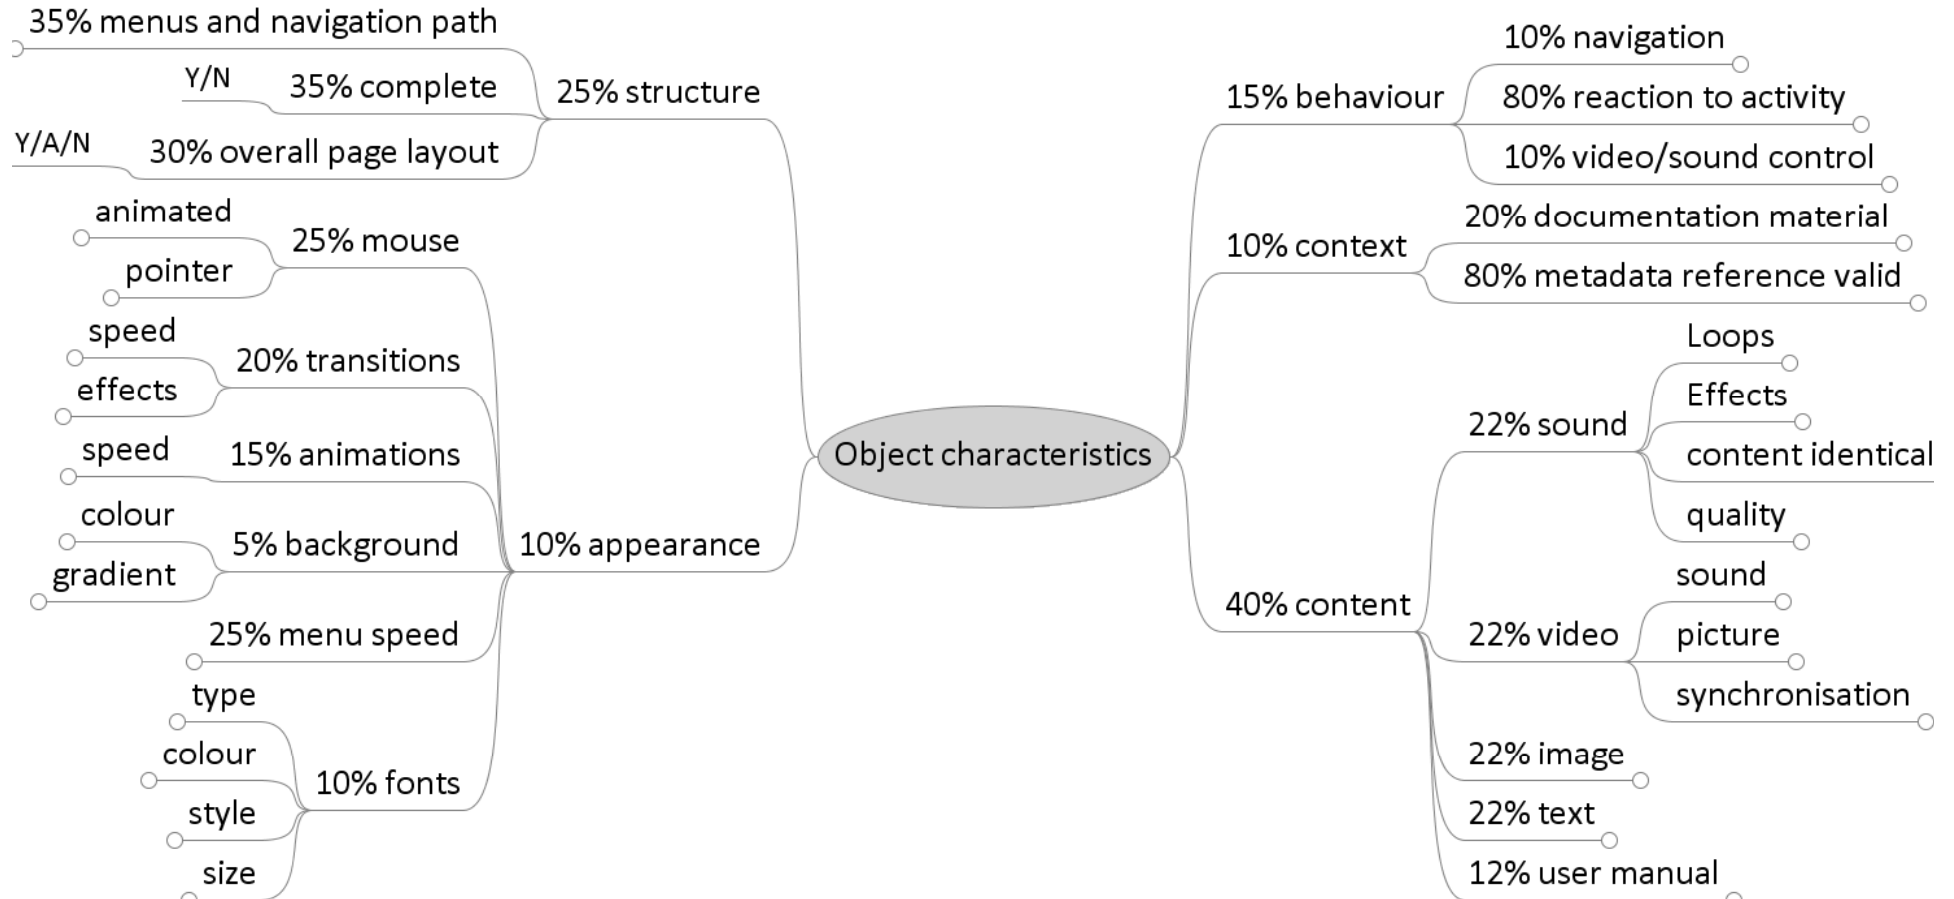 35% menus and navigation path
Y/N
35% complete
25% structure
Y/A/N
30% overall page layout
animated
25% mouse
pointer
speed
20% transitions
effects
speed
15% animations
colour
5% background
gradient
10% appearance
25% menu speed
type
colour
10% fonts
style
size
Object characteristics
10% navigation
15% behaviour
80% reaction to activity
10% video/sound control
20% documentation material
10% context
80% metadata reference valid
Loops
Effects
22% sound
content identical
quality
sound
40% content
22% video
picture
synchronisation
22% image
22% text
12% user manual